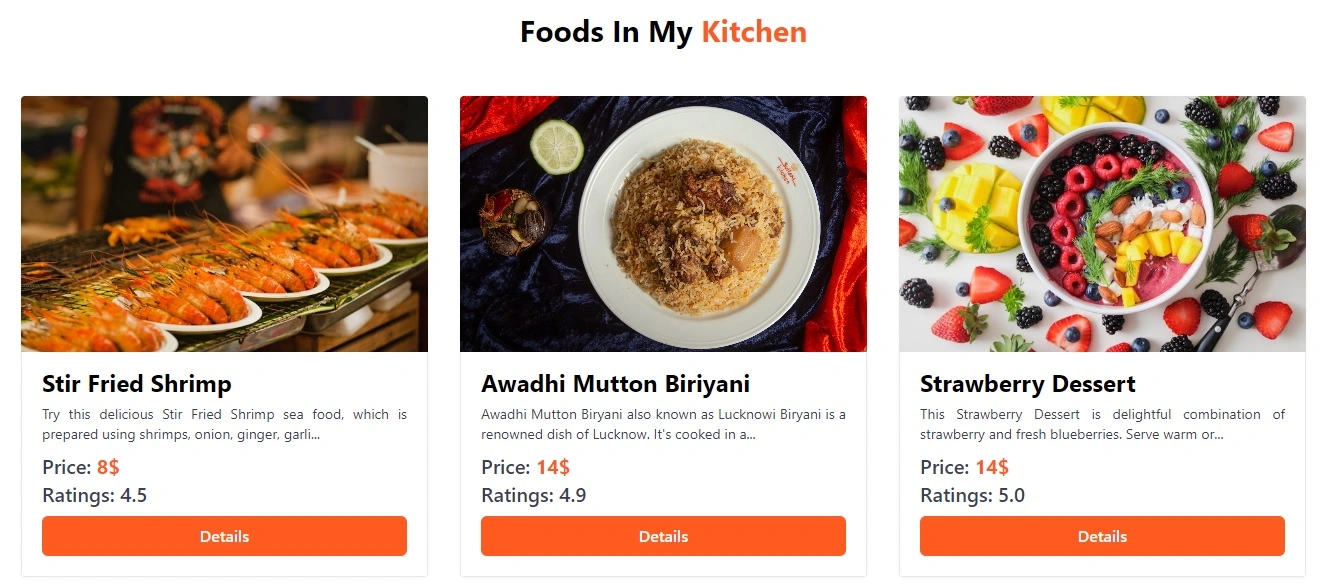 Foods In My Kitchen
Stir Fried Shrimp
Try this delicious Stir Fried Shrimp sea food, which is
prepared using shrimps, onion, ginger, garli...
Price: 8$
Ratings: 4.5
Details
Awadhi Mutton Biriyani
Awadhi Mutton Biryani also known as Lucknowi Biryani is a
renowned dish of Lucknow. It's cooked in a...
Price: 14$
Ratings: 4.9
Details
Strawberry Dessert
This Strawberry Dessert is delightful combination of
strawberry and fresh blueberries. Serve warm or...
Price: 14$
Ratings: 5.0
Details